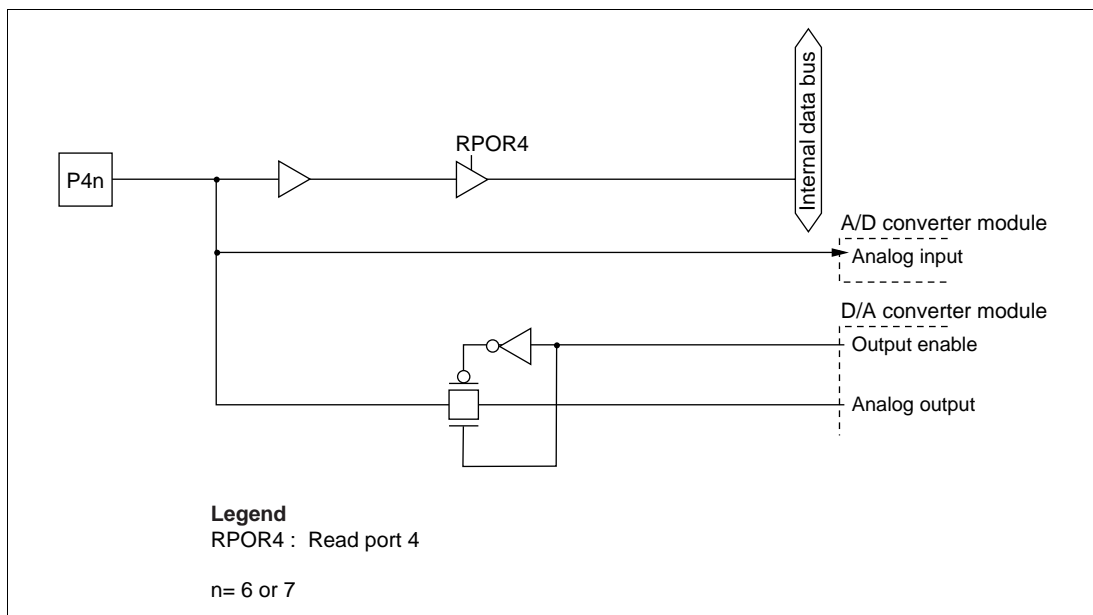 RPOR4
P4n
Internal data bus
A/D converter module
Analog input
D/A converter module
Output enable
Analog output
Legend
RPOR4 : Read port 4
n= 6 or 7